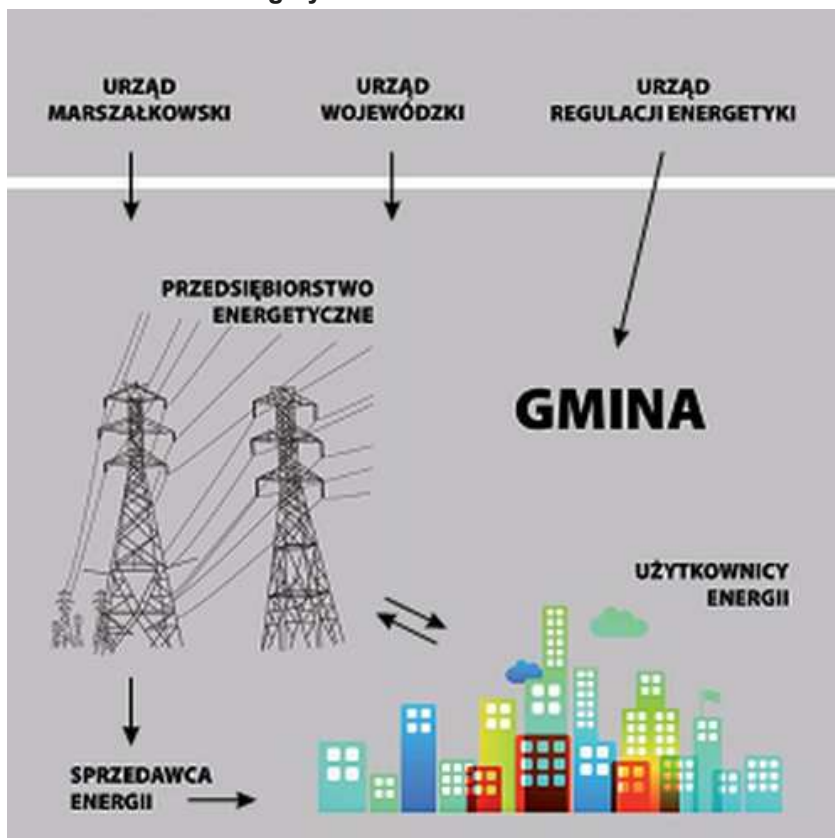 URZĄD
MARSZAŁKOWSKI
URZĄD
WOJEWÓDZKI
URZĄD
REGULACJI ENERGETYKI
PRZEDSIĘBIORSTWO
ENERGETYCZNE
GMINA
UŻYTKOWNICY
ENERGII
SPRZEDAWCA
ENERGII